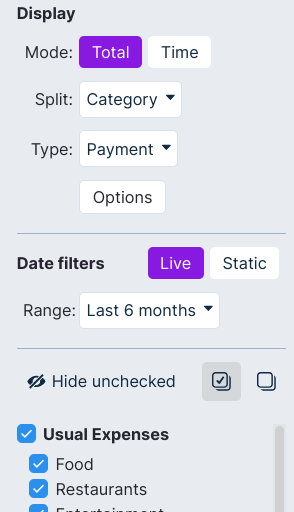 Display
Mode: Total Time
Split: Category
Type: Payment
Options
Date filters Live Static
Range: Last 6 months
Hide unchecked
Usual Expenses
Food
Restaurants
Entertainment